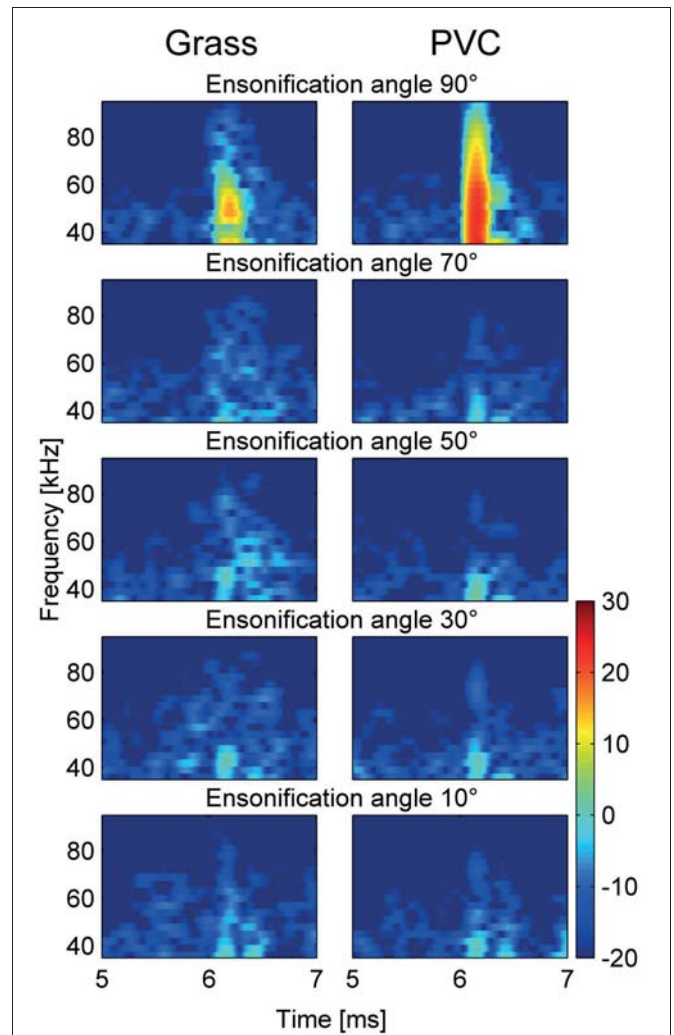 Grass PVC
Ensonification angle 90°
80
60
40
Ensonification angle 70°
80
60
40
Ensonification angle 50°
80
60
40
Ensonification angle 30°
80
60
40
Ensonification angle 10°
80
60
40
5 6 7 5 6 7
Time [ms]
Frequency [kHz]
30
20
10
0
-10
-20